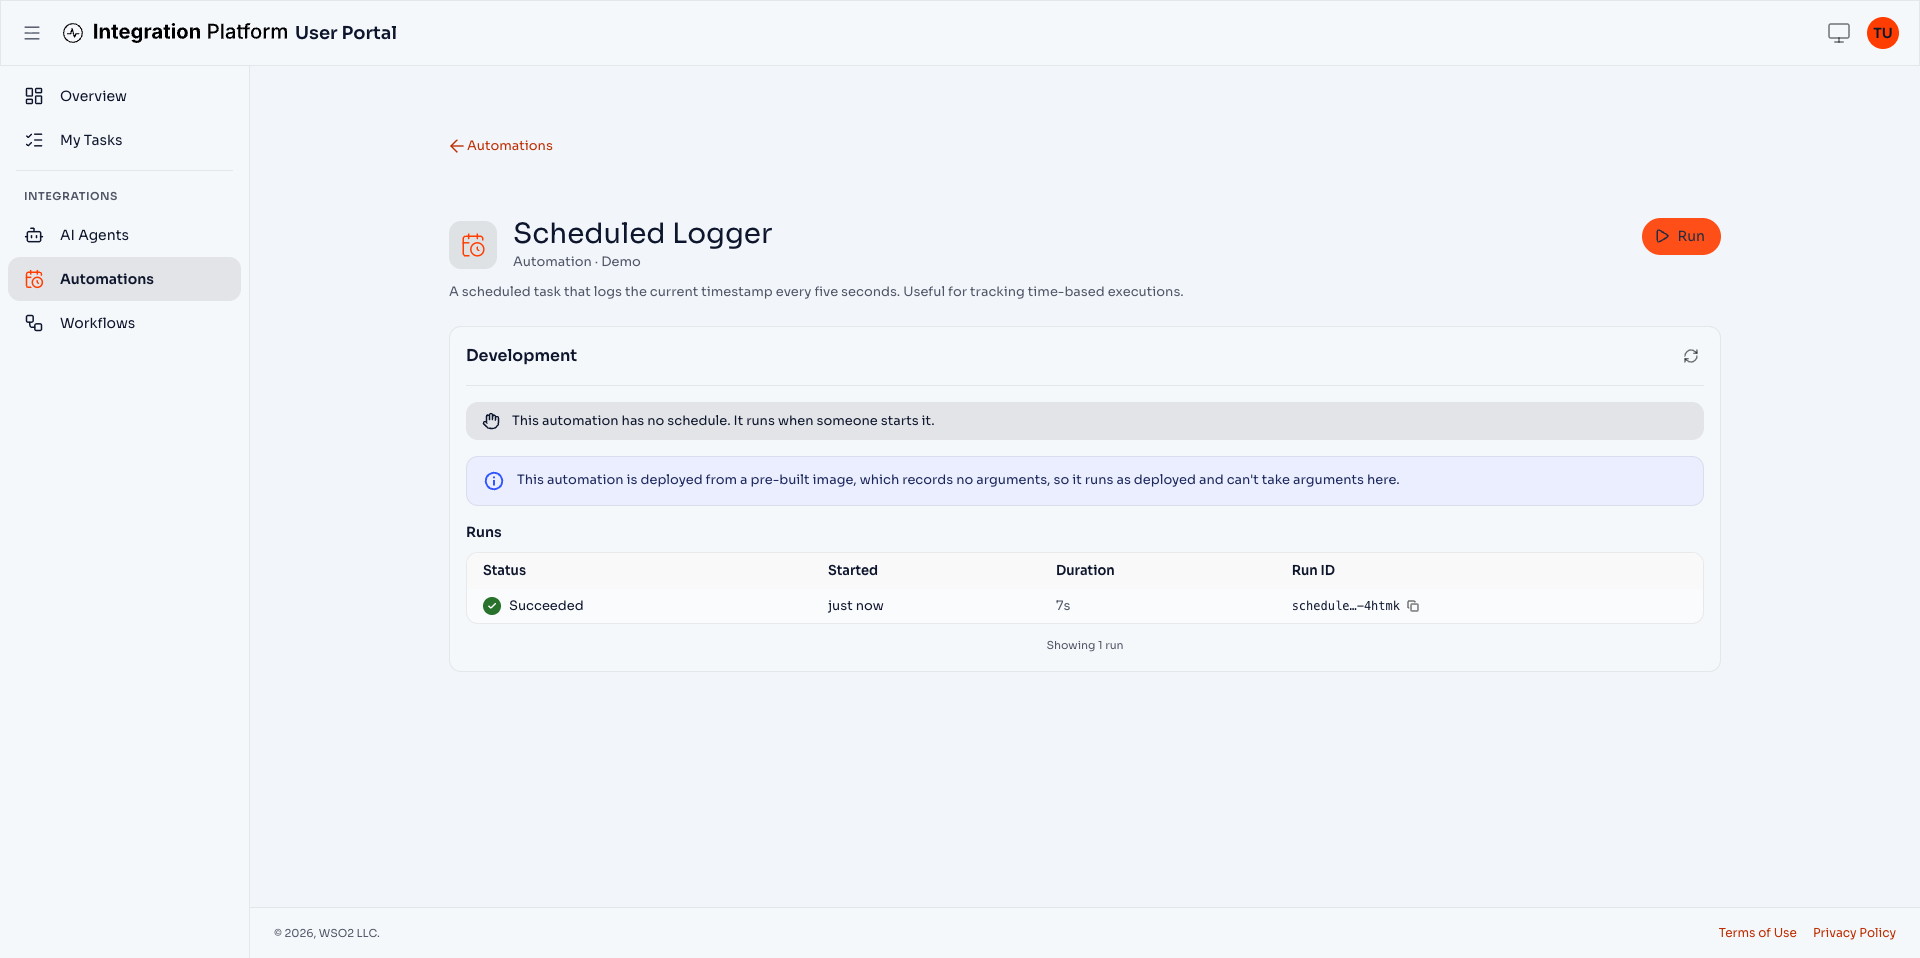 Integration Platform User Portal
TU
Overview
My Tasks
INTEGRATIONS
AI Agents
Automations
Workflows
Automations
Scheduled Logger
Automation · Demo
Run
A scheduled task that logs the current timestamp every five seconds. Useful for tracking time-based executions.
Development
This automation has no schedule. It runs when someone starts it.
This automation is deployed from a pre-built image, which records no arguments, so it runs as deployed and can't take arguments here.
Runs
Status Started Duration Run ID
Succeeded just now 7s schedule…-4htmk
Showing 1 run
© 2026, WSO2 LLC.
Terms of Use Privacy Policy